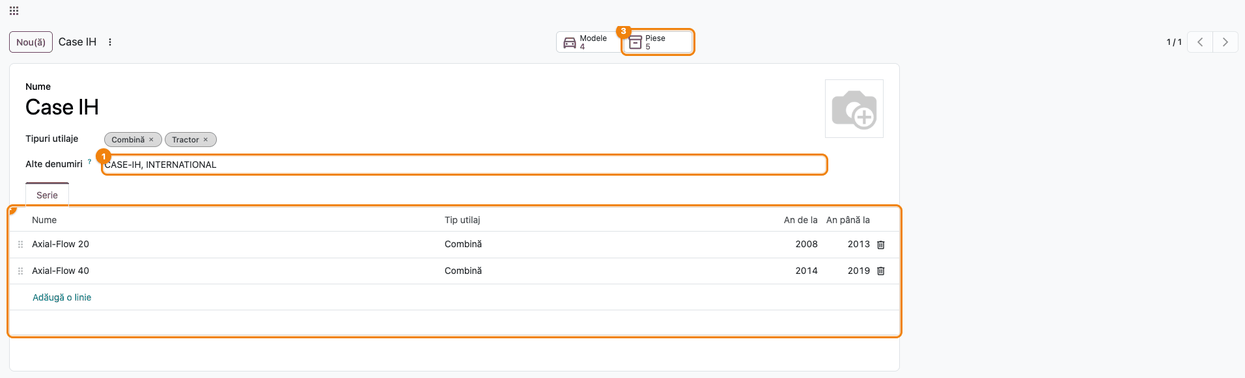 Nou(ă) Case IH
Modele
4
3
Piese
5
1 / 1
Nume
Case IH
Tipuri utilaje Combină × Tractor ×
Alte denumiri ? 1 CASE-IH, INTERNATIONAL
Serie
Nume Tip utilaj An de la An până la
Axial-Flow 20 Combină 2008 2013
Axial-Flow 40 Combină 2014 2019
Adăugă o linie